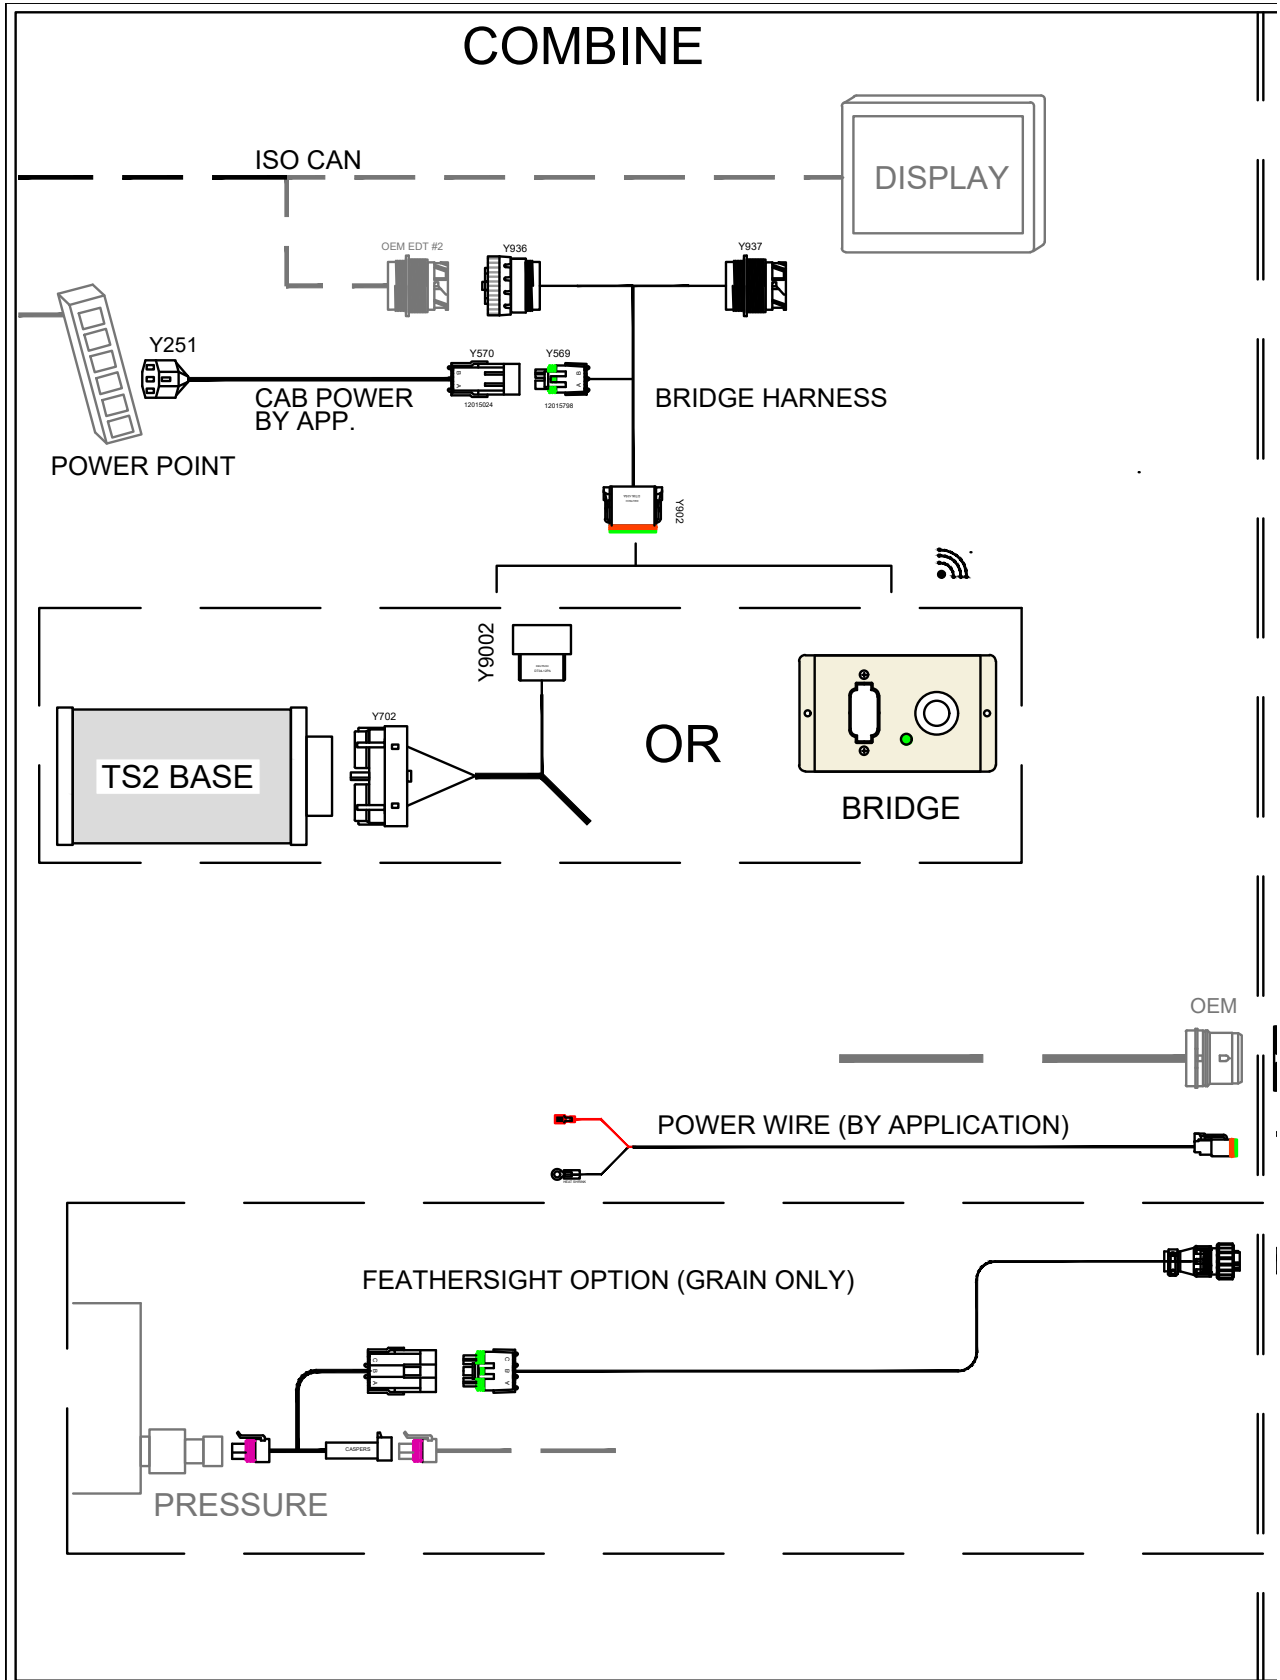 COMBINE
ISO CAN
DISPLAY
OEM EDT #2
Y936
Y937
Y251
Y570
Y569
B
A
B
A
12015024
12015798
CAB POWER
BY APP.
BRIDGE HARNESS
POWER POINT
Y902
Y9002
Y702
TS2 BASE
OR
BRIDGE
OEM
POWER WIRE (BY APPLICATION)
FEATHERSIGHT OPTION (GRAIN ONLY)
C
B
A
C
B
A
CASPERS
PRESSURE